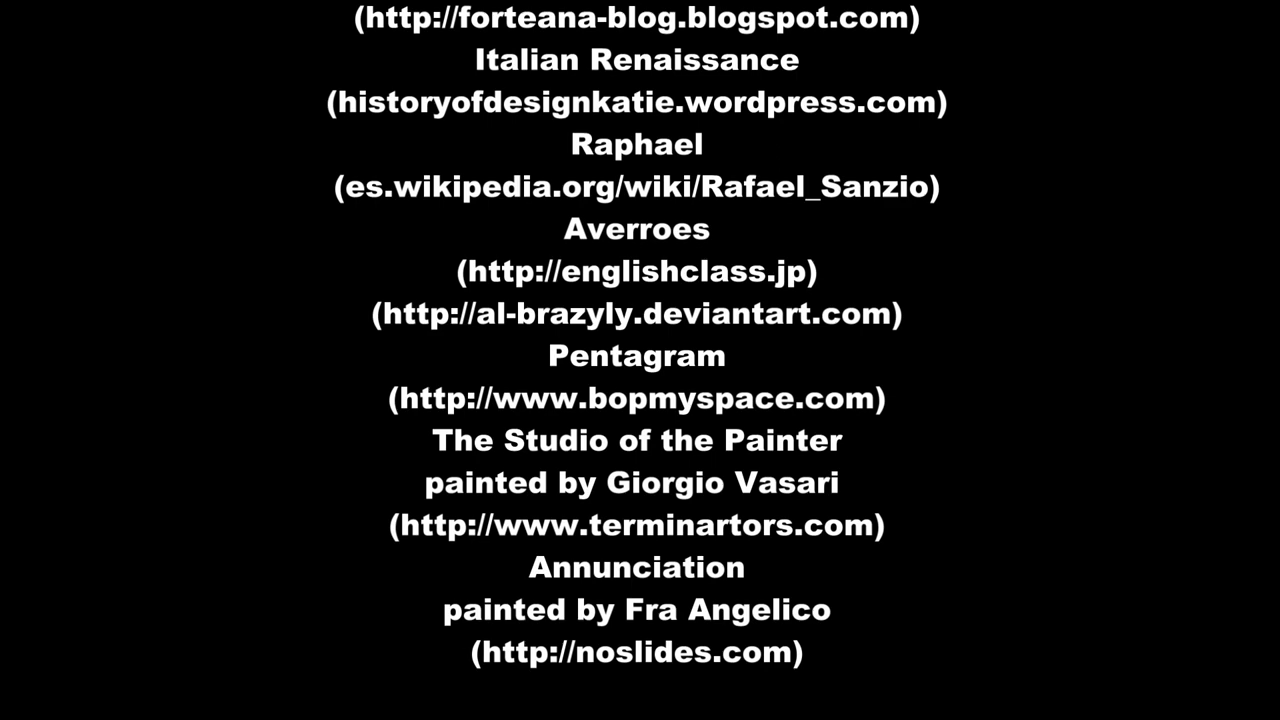 (http://forteana-blog.blogspot.com)
Italian Renaissance
(historyofdesignkatie.wordpress.com)
Raphael
(es.wikipedia.org/wiki/Rafael_Sanzio)
Averroes
(http://englishclass.jp)
(http://al-brazyly.deviantart.com)
Pentagram
(http://www.bopmyspace.com)
The Studio of the Painter
painted by Giorgio Vasari
(http://www.terminartors.com)
Annunciation
painted by Fra Angelico
(http://noslides.com)